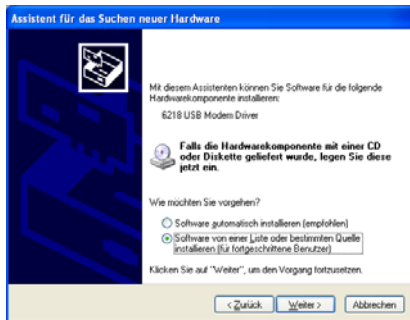 Assistent für das Suchen neuer Hardware
Mit diesem Assistenten können Sie Software für die folgende
Hardwarekomponente installieren:
6218 USB Modem Driver
Falls die Hardwarekomponente mit einer CD
oder Diskette geliefert wurde, legen Sie diese
jetzt ein.
Wie möchten Sie vorgehen?
Software automatisch installieren (empfohlen)
Software von einer Liste oder bestimmten Quelle
installieren (für fortgeschrittene Benutzer)
Klicken Sie auf "Weiter", um den Vorgang fortzusetzen.
< Zurück Weiter > Abbrechen